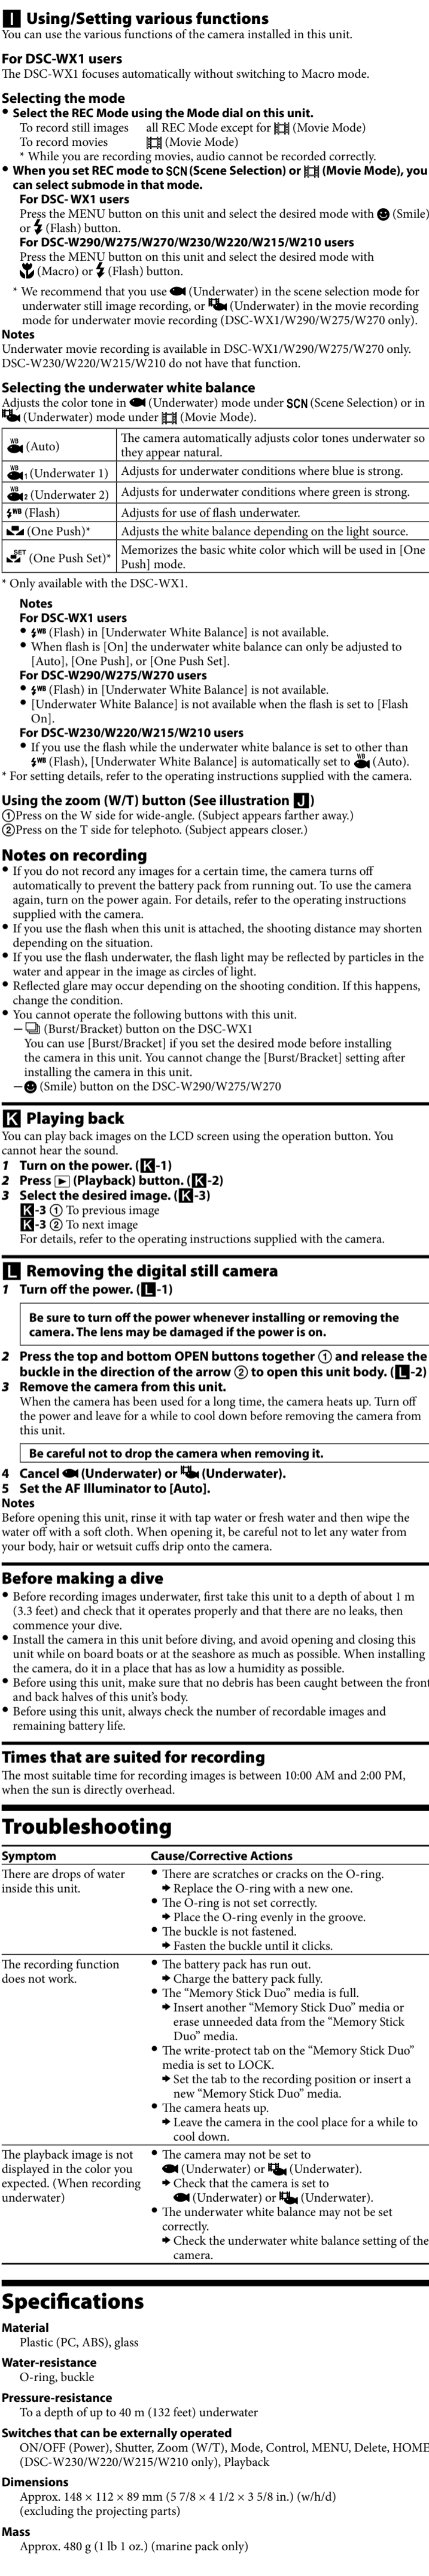 I Using/Setting various functions
You can use the various functions of the camera installed in this unit.
For DSC-WX1 users
The DSC-WX1 focuses automatically without switching to Macro mode.
Selecting the mode
• Select the REC Mode using the Mode dial on this unit.
To record still images all REC Mode except for (Movie Mode)
To record movies (Movie Mode)
* While you are recording movies, audio cannot be recorded correctly.
• When you set REC mode to SCN (Scene Selection) or (Movie Mode), you
can select submode in that mode.
For DSC- WX1 users
Press the MENU button on this unit and select the desired mode with (Smile)
or (Flash) button.
For DSC-W290/W275/W270/W230/W220/W215/W210 users
Press the MENU button on this unit and select the desired mode with
(Macro) or (Flash) button.
* We recommend that you use (Underwater) in the scene selection mode for
underwater still image recording, or (Underwater) in the movie recording
mode for underwater movie recording (DSC-WX1/W290/W275/W270 only).
Notes
Underwater movie recording is available in DSC-WX1/W290/W275/W270 only.
DSC-W230/W220/W215/W210 do not have that function.
Selecting the underwater white balance
Adjusts the color tone in (Underwater) mode under SCN (Scene Selection) or in
(Underwater) mode under (Movie Mode).
WB (Auto) The camera automatically adjusts color tones underwater so
they appear natural.
WB 1 (Underwater 1) Adjusts for underwater conditions where blue is strong.
WB 2 (Underwater 2) Adjusts for underwater conditions where green is strong.
WB (Flash) Adjusts for use of flash underwater.
(One Push)* Adjusts the white balance depending on the light source.
SET (One Push Set)* Memorizes the basic white color which will be used in [One
Push] mode.
* Only available with the DSC-WX1.
Notes
For DSC-WX1 users
• WB (Flash) in [Underwater White Balance] is not available.
• When flash is [On] the underwater white balance can only be adjusted to
[Auto], [One Push], or [One Push Set].
For DSC-W290/W275/W270 users
• WB (Flash) in [Underwater White Balance] is not available.
• [Underwater White Balance] is not available when the flash is set to [Flash
On].
For DSC-W230/W220/W215/W210 users
• If you use the flash while the underwater white balance is set to other than
WB (Flash), [Underwater White Balance] is automatically set to WB (Auto).
* For setting details, refer to the operating instructions supplied with the camera.
Using the zoom (W/T) button (See illustration J)
①Press on the W side for wide-angle. (Subject appears farther away.)
②Press on the T side for telephoto. (Subject appears closer.)
Notes on recording
• If you do not record any images for a certain time, the camera turns off
automatically to prevent the battery pack from running out. To use the camera
again, turn on the power again. For details, refer to the operating instructions
supplied with the camera.
• If you use the flash when this unit is attached, the shooting distance may shorten
depending on the situation.
• If you use the flash underwater, the flash light may be reflected by particles in the
water and appear in the image as circles of light.
• Reflected glare may occur depending on the shooting condition. If this happens,
change the condition.
• You cannot operate the following buttons with this unit.
— (Burst/Bracket) button on the DSC-WX1
You can use [Burst/Bracket] if you set the desired mode before installing
the camera in this unit. You cannot change the [Burst/Bracket] setting after
installing the camera in this unit.
— (Smile) button on the DSC-W290/W275/W270
K Playing back
You can play back images on the LCD screen using the operation button. You
cannot hear the sound.
1 Turn on the power. (K-1)
2 Press (Playback) button. (K-2)
3 Select the desired image. (K-3)
K-3 ① To previous image
K-3 ② To next image
For details, refer to the operating instructions supplied with the camera.
L Removing the digital still camera
1 Turn off the power. (L-1)
Be sure to turn off the power whenever installing or removing the
camera. The lens may be damaged if the power is on.
2 Press the top and bottom OPEN buttons together ① and release the
buckle in the direction of the arrow ② to open this unit body. (L-2)
3 Remove the camera from this unit.
When the camera has been used for a long time, the camera heats up. Turn off
the power and leave for a while to cool down before removing the camera from
this unit.
Be careful not to drop the camera when removing it.
4 Cancel (Underwater) or (Underwater).
5 Set the AF Illuminator to [Auto].
Notes
Before opening this unit, rinse it with tap water or fresh water and then wipe the
water off with a soft cloth. When opening it, be careful not to let any water from
your body, hair or wetsuit cuffs drip onto the camera.
Before making a dive
• Before recording images underwater, first take this unit to a depth of about 1 m
(3.3 feet) and check that it operates properly and that there are no leaks, then
commence your dive.
• Install the camera in this unit before diving, and avoid opening and closing this
unit while on board boats or at the seashore as much as possible. When installing
the camera, do it in a place that has as low a humidity as possible.
• Before using this unit, make sure that no debris has been caught between the front
and back halves of this unit's body.
• Before using this unit, always check the number of recordable images and
remaining battery life.
Times that are suited for recording
The most suitable time for recording images is between 10:00 AM and 2:00 PM,
when the sun is directly overhead.
Troubleshooting
Symptom Cause/Corrective Actions
There are drops of water
inside this unit.
• There are scratches or cracks on the O-ring.
➜ Replace the O-ring with a new one.
• The O-ring is not set correctly.
➜ Place the O-ring evenly in the groove.
• The buckle is not fastened.
➜ Fasten the buckle until it clicks.
The recording function
does not work.
• The battery pack has run out.
➜ Charge the battery pack fully.
• The “Memory Stick Duo” media is full.
➜ Insert another “Memory Stick Duo” media or
erase unneeded data from the “Memory Stick
Duo” media.
• The write-protect tab on the “Memory Stick Duo”
media is set to LOCK.
➜ Set the tab to the recording position or insert a
new “Memory Stick Duo” media.
• The camera heats up.
➜ Leave the camera in the cool place for a while to
cool down.
The playback image is not
displayed in the color you
expected. (When recording
underwater)
• The camera may not be set to
(Underwater) or (Underwater).
➜ Check that the camera is set to
(Underwater) or (Underwater).
• The underwater white balance may not be set
correctly.
➜ Check the underwater white balance setting of the
camera.
Specifications
Material
Plastic (PC, ABS), glass
Water-resistance
O-ring, buckle
Pressure-resistance
To a depth of up to 40 m (132 feet) underwater
Switches that can be externally operated
ON/OFF (Power), Shutter, Zoom (W/T), Mode, Control, MENU, Delete, HOME
(DSC-W230/W220/W215/W210 only), Playback
Dimensions
Approx. 148 × 112 × 89 mm (5 7/8 × 4 1/2 × 3 5/8 in.) (w/h/d)
(excluding the projecting parts)
Mass
Approx. 480 g (1 lb 1 oz.) (marine pack only)